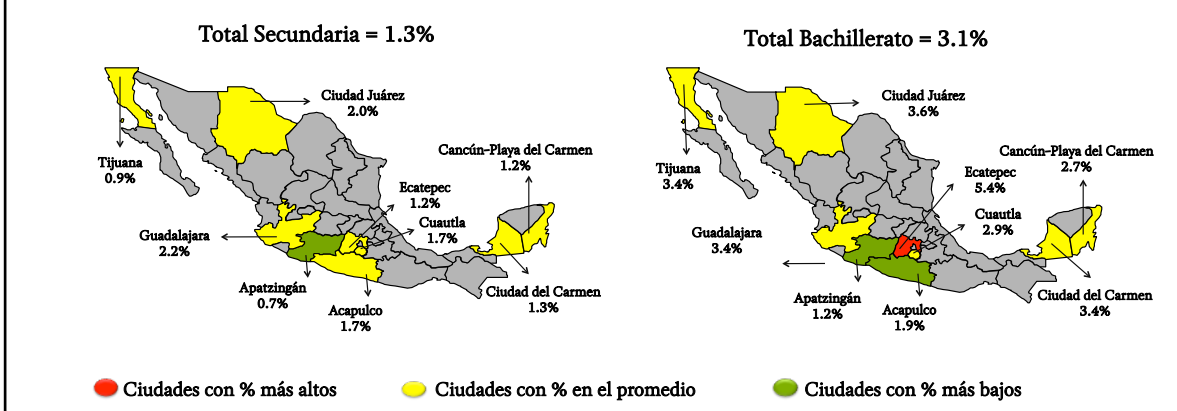 Total Secundaria = 1.3%
Ciudad Juárez
2.0%
Tijuana
0.9%
Cancún-Playa del Carmen
1.2%
Ecatepec
1.2%
Cuautla
1.7%
Guadalajara
2.2%
Apatzingán
0.7%
Acapulco
1.7%
Ciudad del Carmen
1.3%
Total Bachillerato = 3.1%
Ciudad Juárez
3.6%
Tijuana
3.4%
Cancún-Playa del Carmen
2.7%
Ecatepec
5.4%
Cuautla
2.9%
Guadalajara
3.4%
Apatzingán
1.2%
Acapulco
1.9%
Ciudad del Carmen
3.4%
Ciudades con % más altos
Ciudades con % en el promedio
Ciudades con % más bajos